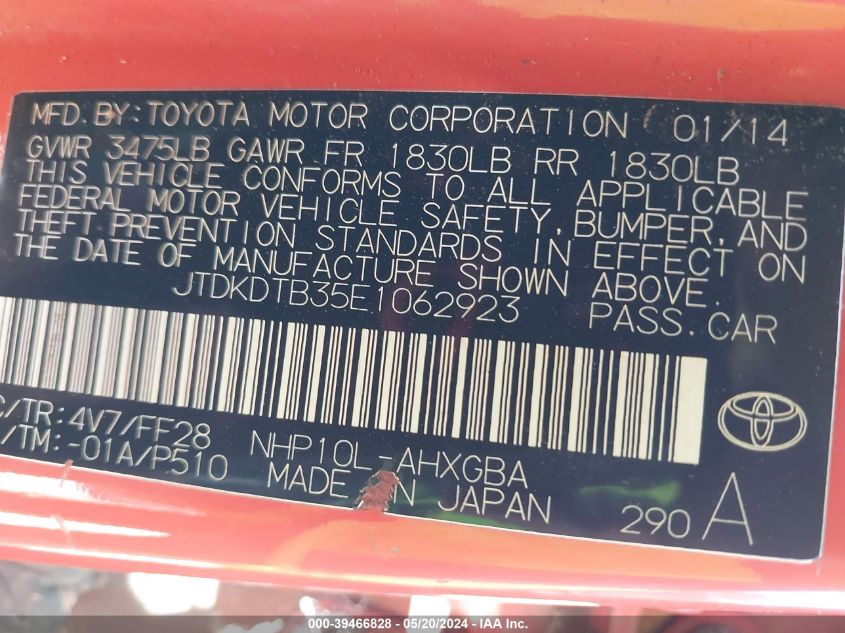 MFD.BY:TOYOTA MOTOR CORPORATION 01/14
GVWR 3475LB GAWR FR 1830LB RR 1830LB
THIS VEHICLE CONFORMS TO ALL APPLICABLE
FEDERAL MOTOR VEHICLE SAFETY,BUMPER,AND
THEFT PREVENTION STANDARDS IN EFFECT ON
THE DATE OF MANUFACTURE SHOWN ABOVE.
JTDKDTB35E1062923 PASS.CAR
C/TR:4V7/FF28
/TM:-01A/P510
NHP10L-AHXGBA
MADE IN JAPAN
290 A
000-39466828 - 05/20/2024 - IAAI Inc.